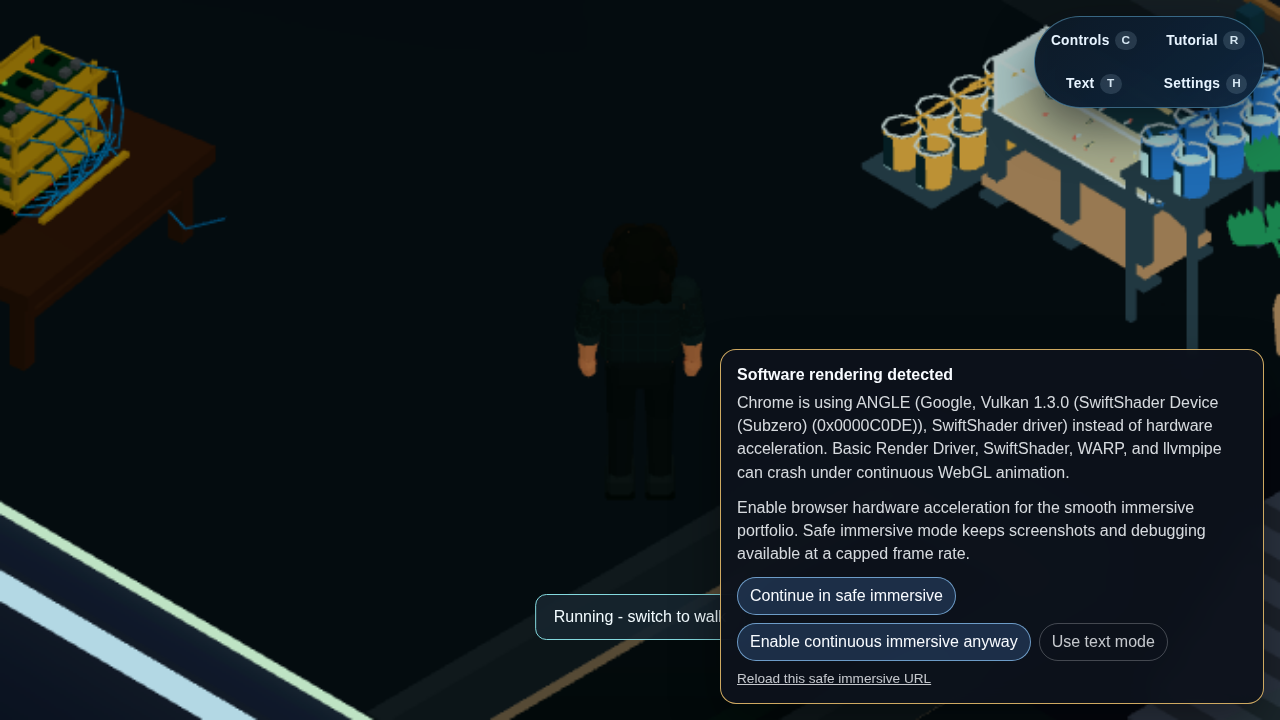 Controls C Tutorial R
Text T Settings H
Software rendering detected
Chrome is using ANGLE (Google, Vulkan 1.3.0 (SwiftShader Device
(Subzero) (0x0000C0DE)), SwiftShader driver) instead of hardware
acceleration. Basic Render Driver, SwiftShader, WARP, and llvmpipe
can crash under continuous WebGL animation.
Enable browser hardware acceleration for the smooth immersive
portfolio. Safe immersive mode keeps screenshots and debugging
available at a capped frame rate.
Continue in safe immersive
Running - switch to
Enable continuous immersive anyway Use text mode
Reload this safe immersive URL